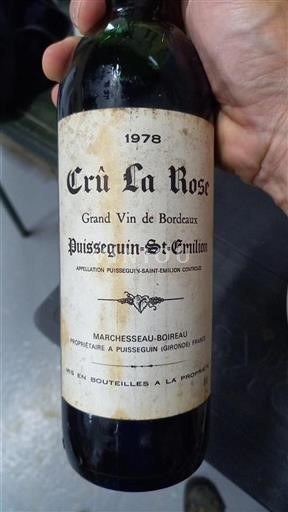 1978
Crû La Rose
Grand Vin de Bordeaux
Puisseguin-St-Emilion
APPELLATION PUISSEGUIN-SAINT-EMILION CONTROLÉE
MARCHESSEAU-BOIREAU
PROPRIÉTAIRE A PUISSEGUIN (GIRONDE) FRANCE
MIS EN BOUTEILLES A LA PROPRIÉTÉ